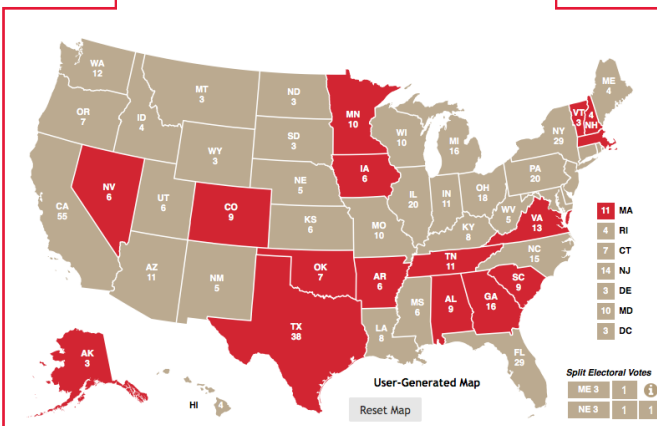 WA
12
OR
7
CA
55
NV
6
ID
4
MT
3
WY
3
UT
6
CO
9
AZ
11
NM
5
ND
3
SD
3
NE
5
KS
6
OK
7
TX
38
MN
10
IA
6
MO
10
AR
6
LA
8
WI
10
IL
20
MI
16
IN
11
OH
18
KY
8
TN
11
MS
6
AL
9
GA
16
FL
29
SC
9
NC
15
VA
13
WV
5
PA
20
NY
29
VT
3
4
NH
ME
4
AK
3
HI
4
11 MA
4 RI
7 CT
14 NJ
3 DE
10 MD
3 DC
User-Generated Map
Reset Map
Split Electoral Votes
ME 3 1 i
NE 3 1 1